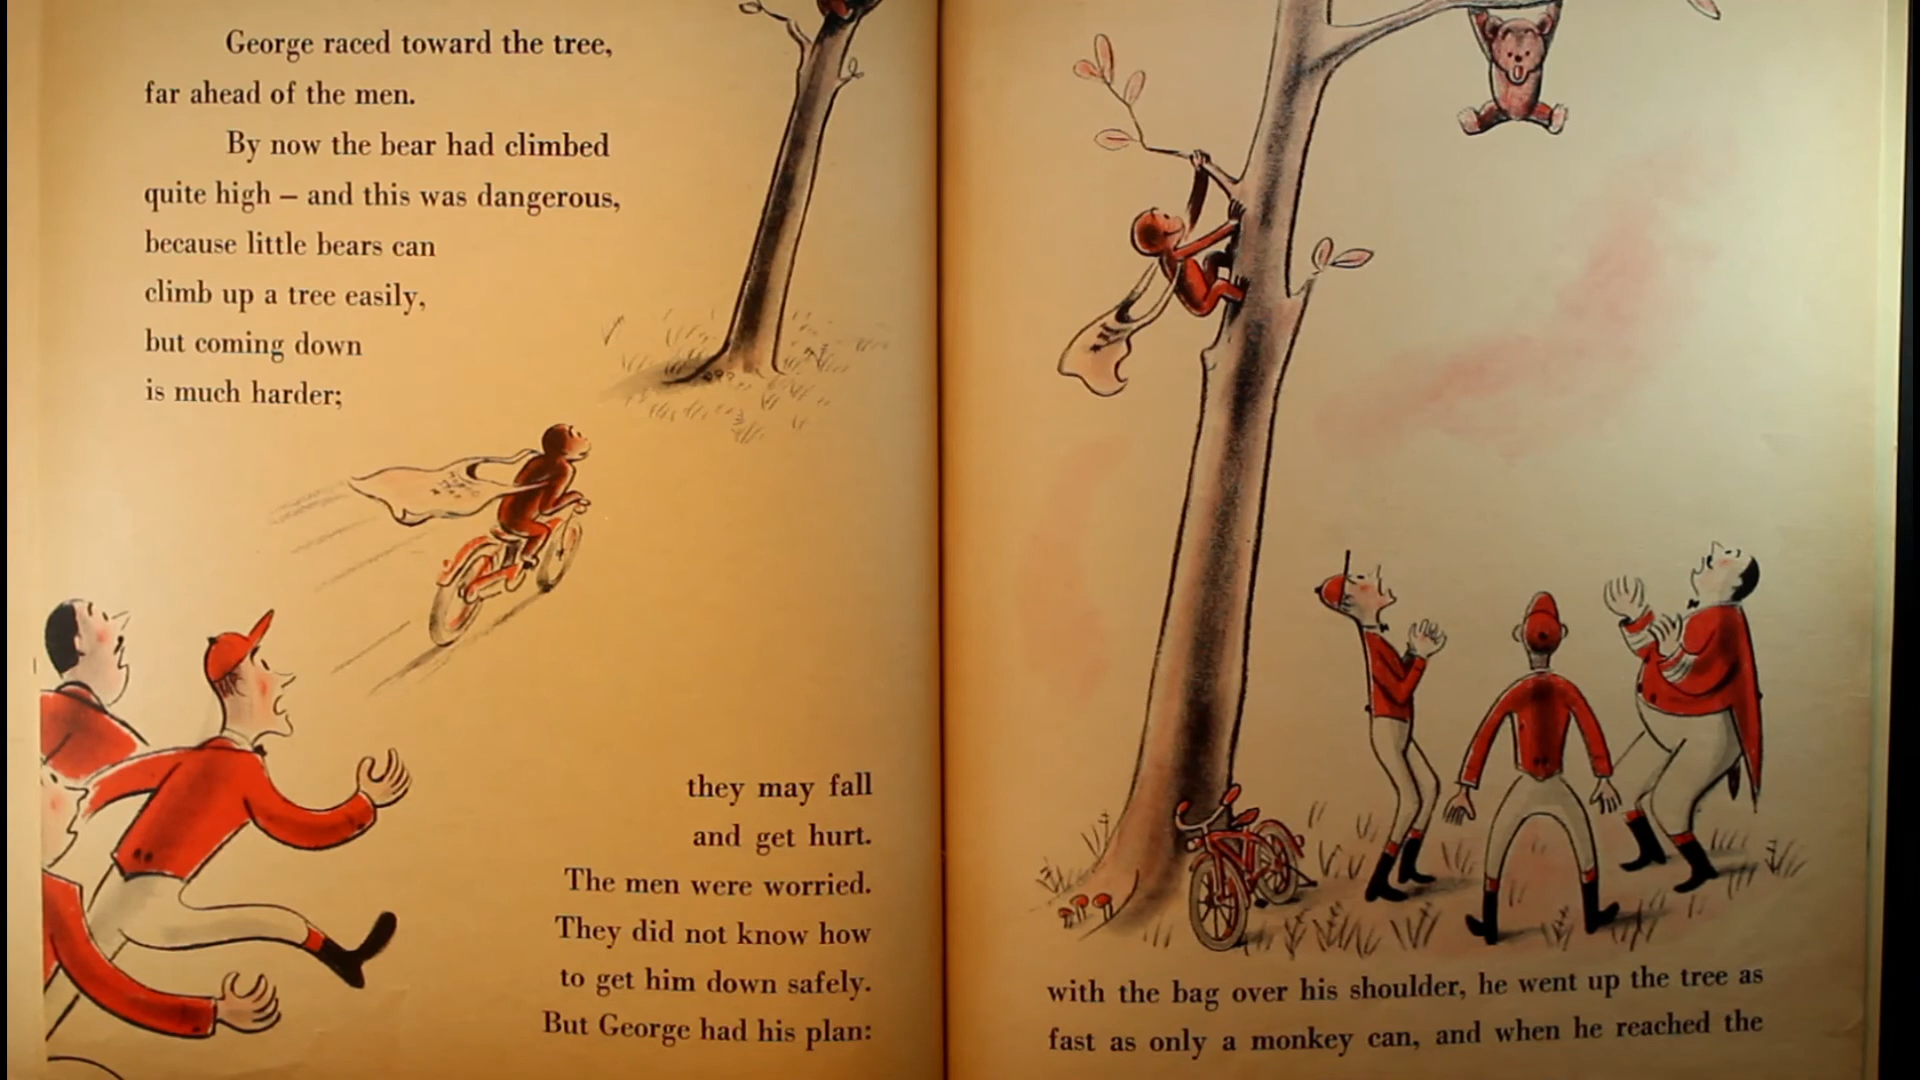 George raced toward the tree,
far ahead of the men.
By now the bear had climbed
quite high – and this was dangerous,
because little bears can
climb up a tree easily,
but coming down
is much harder;
they may fall
and get hurt.
The men were worried.
They did not know how
to get him down safely.
But George had his plan:
with the bag over his shoulder, he went up the tree as
fast as only a monkey can, and when he reached the